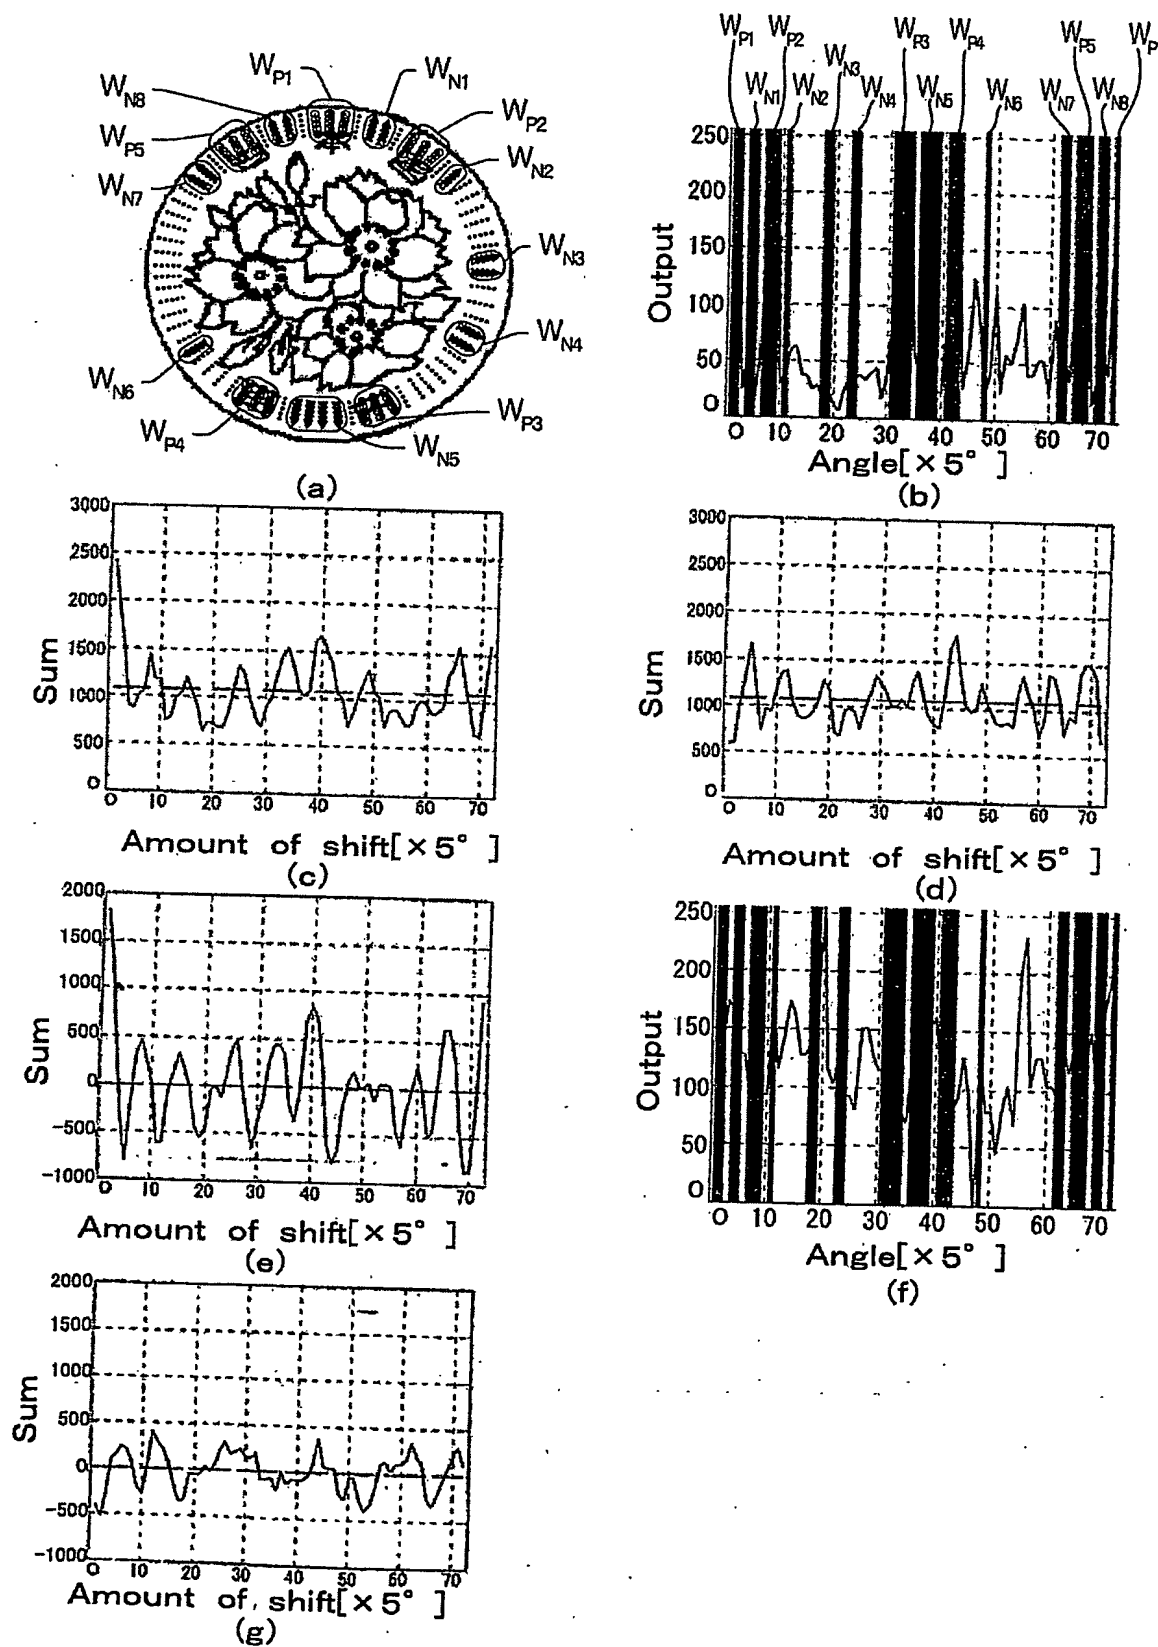 W_P1
W_N1
W_N8
W_P2
W_P5
W_N2
W_N7
W_N3
W_N4
W_N6
W_P3
W_P4
W_N5
(a)
W_P1 W_P2 W_P3 W_P4 W_P5 W_P
W_N1 W_N2 W_N3 W_N4 W_N5 W_N6 W_N7 W_N8
250
200
150
100
50
0
Output
0 10 20 30 40 50 60 70
Angle[×5° ]
(b)
3000
2500
2000
1500
1000
500
0
Sum
0 10 20 30 40 50 60 70
Amount of shift[×5° ]
(c)
3000
2500
2000
1500
1000
500
0
Sum
0 10 20 30 40 50 60 70
Amount of shift[×5° ]
(d)
2000
1500
1000
500
0
-500
-1000
Sum
0 10 20 30 40 50 60 70
Amount of shift[×5° ]
(e)
250
200
150
100
50
0
Output
0 10 20 30 40 50 60 70
Angle[×5° ]
(f)
2000
1500
1000
500
0
-500
-1000
Sum
0 10 20 30 40 50 60 70
Amount of shift[×5° ]
(g)